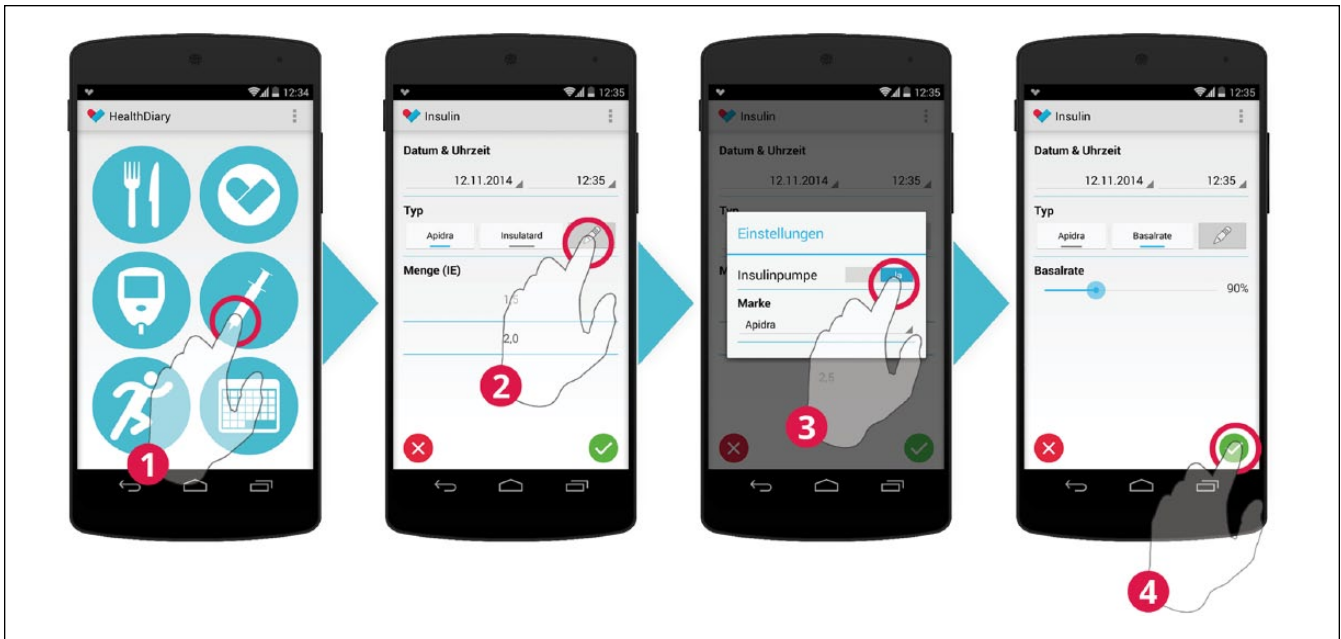 12:34
HealthDiary
1
12:35
Insulin
Datum & Uhrzeit
12.11.2014 12:35
Typ
Apidra Insulatard
Menge (IE)
1,5
2,0
2
12:35
Insulin
Datum & Uhrzeit
12.11.2014 12:35
Einstellungen
Insulinpumpe
Marke
Apidra
2,5
3
12:35
Insulin
Datum & Uhrzeit
12.11.2014 12:35
Typ
Apidra Basalrate
Basalrate
90%
4